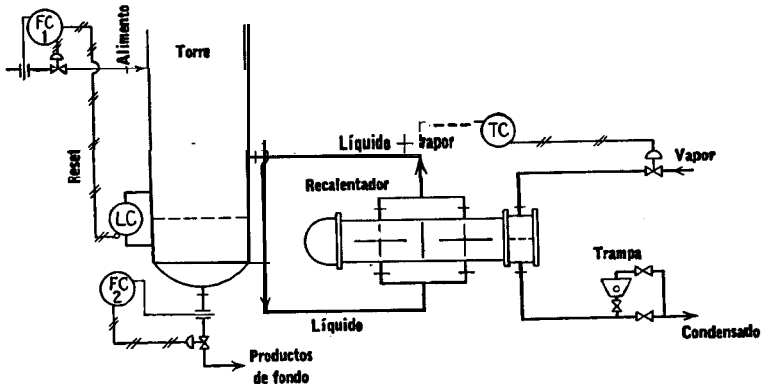 FC
1
Alimento
Torre
TC
Líquido + vapor
Vapor
Reset
Recalentador
LC
Trampa
FC
2
Líquido
Condensado
Productos
de fondo